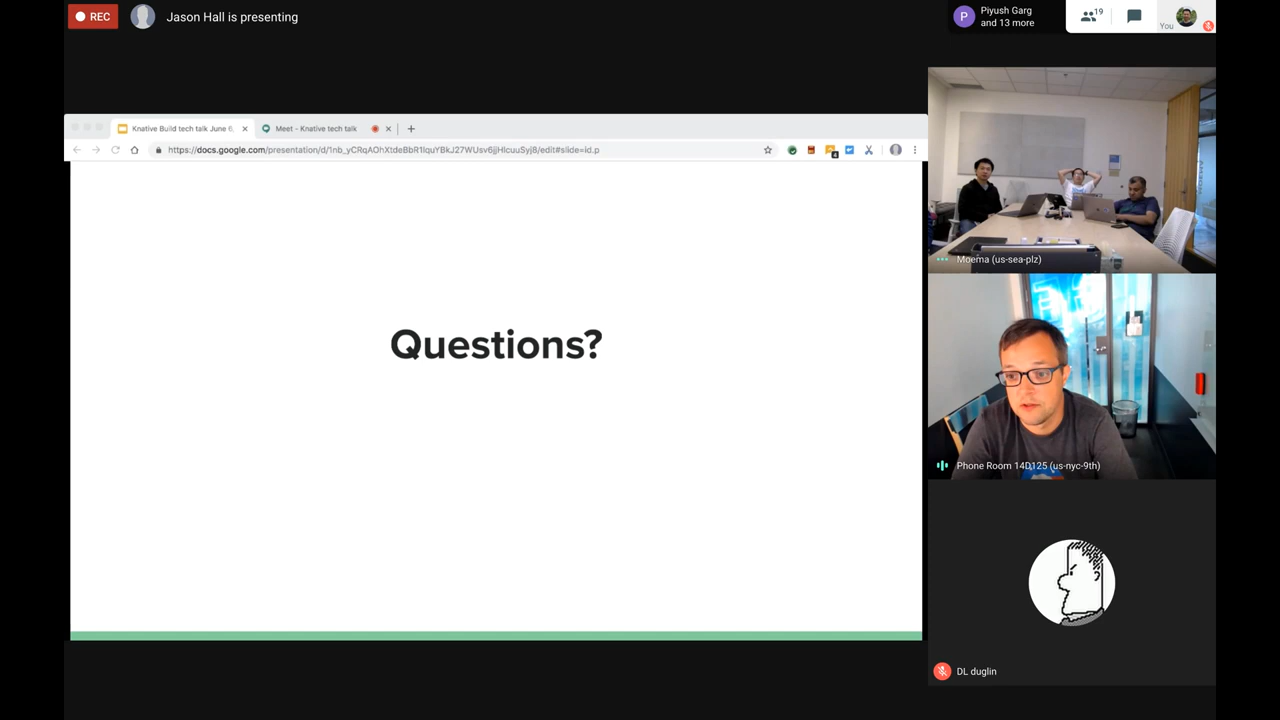 REC
Jason Hall is presenting
P
Piyush Garg
and 13 more
19
You
Knative Build tech talk June 6,
Meet - Knative tech talk
https://docs.google.com/presentation/d/1nb_yCRqAOhXtdeBbR1lquYBkJ27WUsv6jjHlcuuSyj8/edit#slide=id.p
4
Questions?
Moema (us-sea-plz)
Phone Room 14D125 (us-nyc-9th)
DL duglin